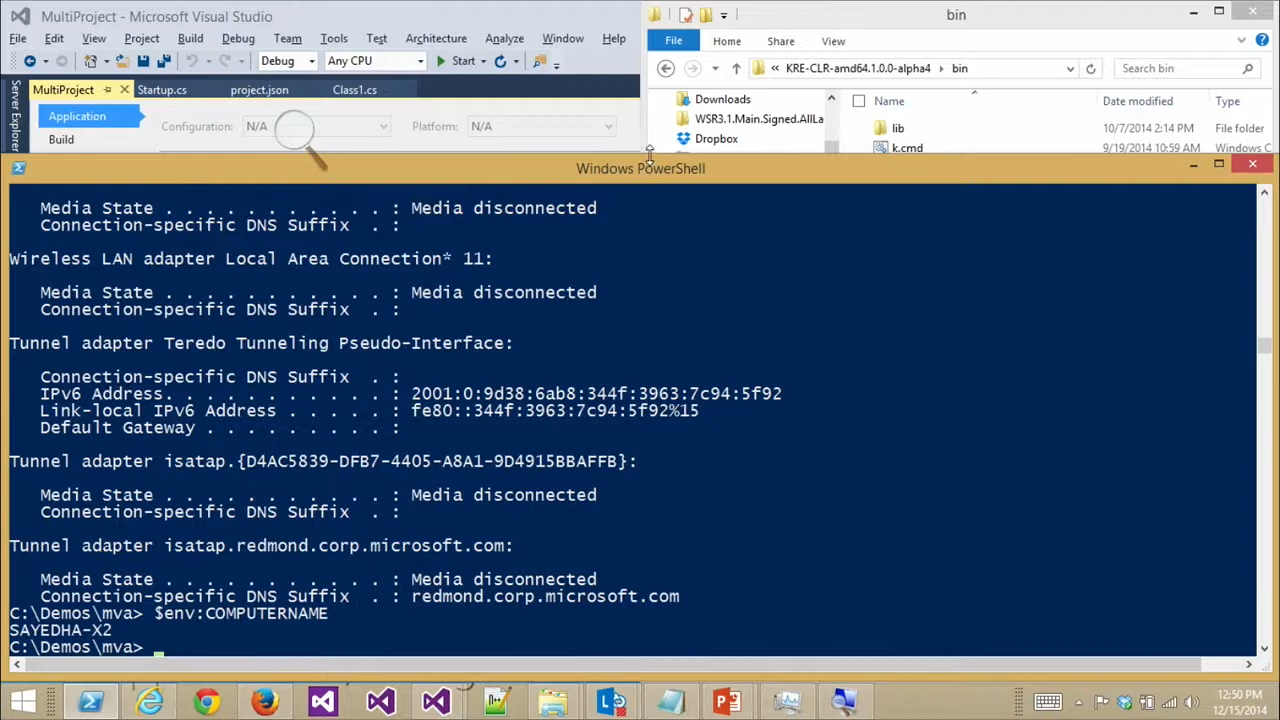 MultiProject - Microsoft Visual Studio
File Edit View Project Build Debug Team Tools Test Architecture Analyze Window Help
Debug Any CPU Start
MultiProject Startup.cs project.json Class1.cs
Server Explorer
Application
Configuration: N/A Platform: N/A
Build
bin
File Home Share View
« KRE-CLR-amd64.1.0.0-alpha4 bin Search bin
Downloads
WSR3.1.Main.Signed.AllLa
Dropbox
Name Date modified Type
lib 10/7/2014 2:14 PM File folder
k.cmd 9/19/2014 10:59 AM Windows C
Windows PowerShell
Media State . . . . . . . . . . . : Media disconnected
Connection-specific DNS Suffix . :
Wireless LAN adapter Local Area Connection* 11:
Media State . . . . . . . . . . . : Media disconnected
Connection-specific DNS Suffix . :
Tunnel adapter Teredo Tunneling Pseudo-Interface:
Connection-specific DNS Suffix . :
IPv6 Address. . . . . . . . . . . : 2001:0:9d38:6ab8:344f:3963:7c94:5f92
Link-local IPv6 Address . . . . . : fe80::344f:3963:7c94:5f92%15
Default Gateway . . . . . . . . . :
Tunnel adapter isatap.{D4AC5839-DFB7-4405-A8A1-9D4915BBAFFB}:
Media State . . . . . . . . . . . : Media disconnected
Connection-specific DNS Suffix . :
Tunnel adapter isatap.redmond.corp.microsoft.com:
Media State . . . . . . . . . . . : Media disconnected
Connection-specific DNS Suffix . : redmond.corp.microsoft.com
C:\Demos\mva> $env:COMPUTERNAME
SAYEDHA-X2
C:\Demos\mva>
12:50 PM
12/15/2014